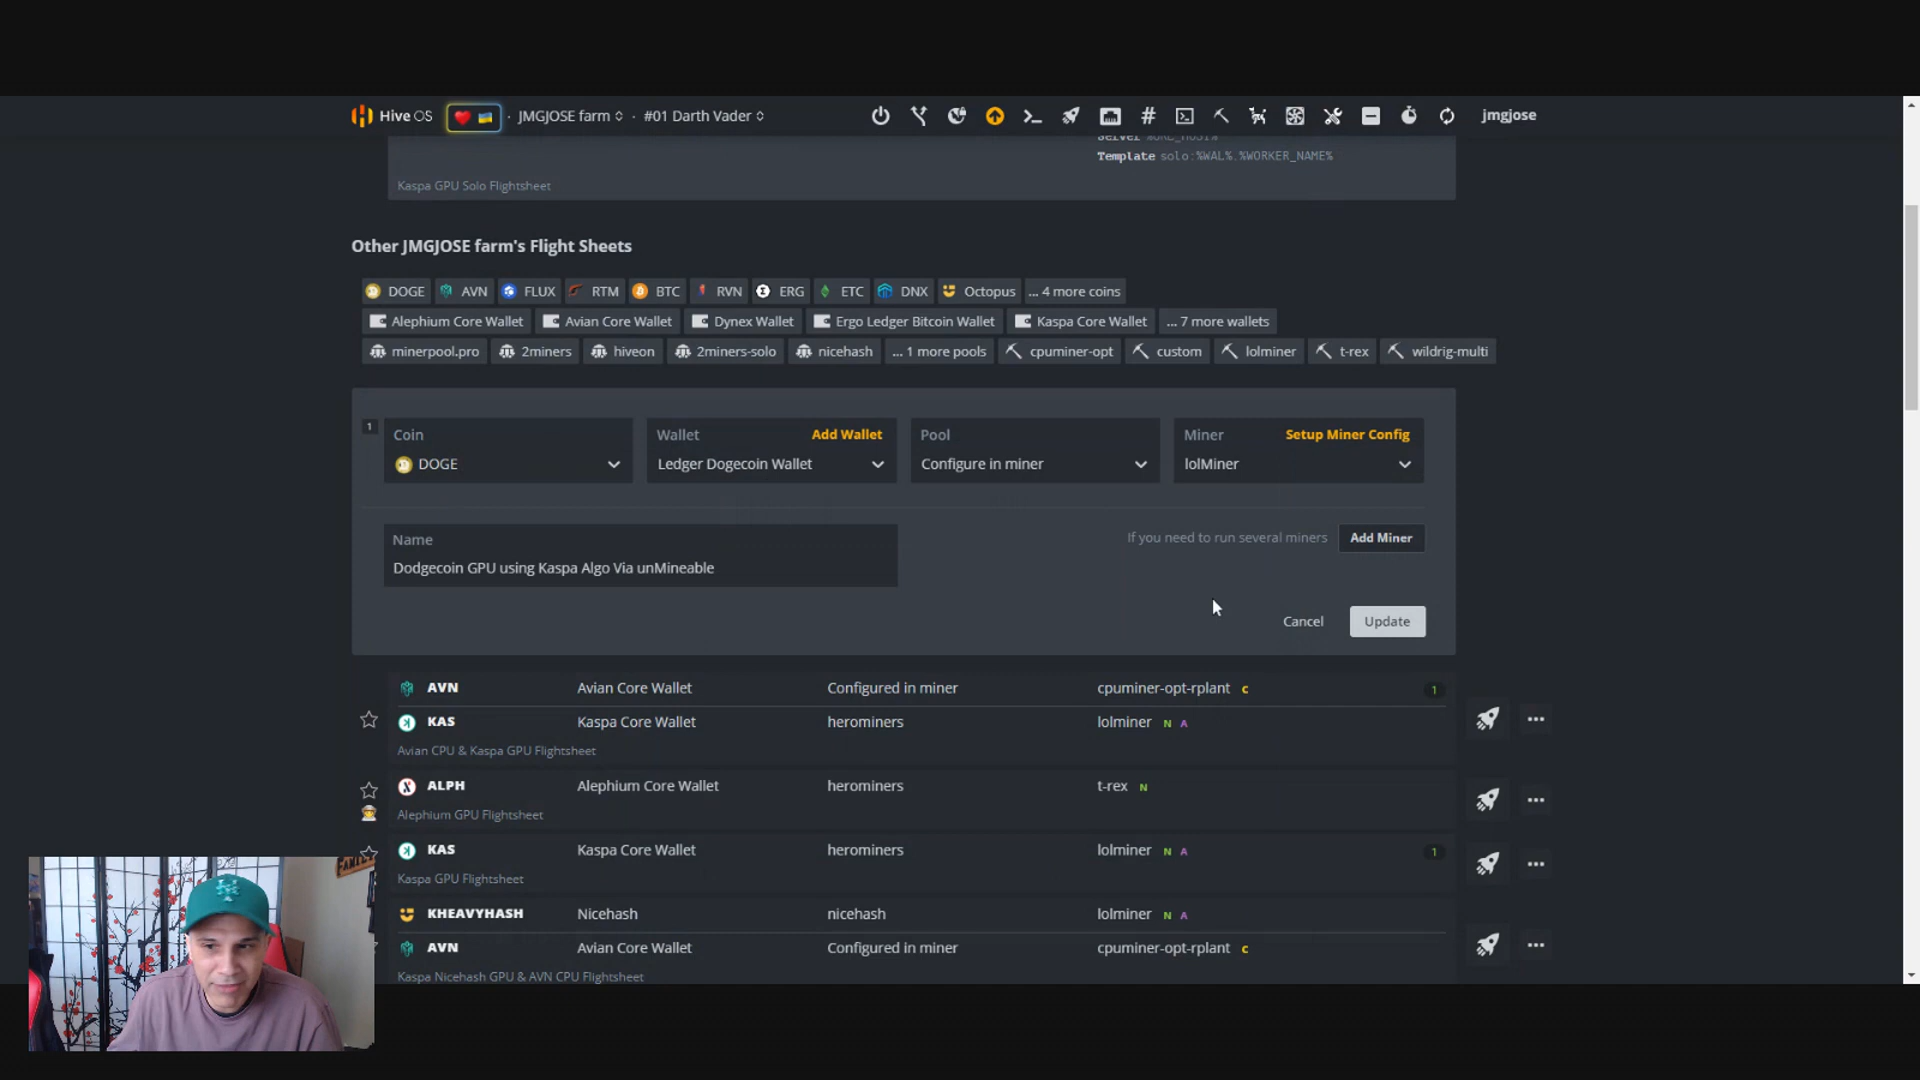 Hive OS · JMGJOSE farm · #01 Darth Vader jmgjose
Template solo:%WAL%.%WORKER_NAME%
Kaspa GPU Solo Flightsheet
Other JMGJOSE farm's Flight Sheets
DOGE AVN FLUX RTM BTC RVN ERG ETC DNX Octopus ... 4 more coins
Alephium Core Wallet Avian Core Wallet Dynex Wallet Ergo Ledger Bitcoin Wallet Kaspa Core Wallet ... 7 more wallets
minerpool.pro 2miners hiveon 2miners-solo nicehash ... 1 more pools cpuminer-opt custom lolminer t-rex wildrig-multi
1 Coin Wallet Add Wallet Pool Miner Setup Miner Config
DOGE Ledger Dogecoin Wallet Configure in miner lolMiner
Name If you need to run several miners Add Miner
Dodgecoin GPU using Kaspa Algo Via unMineable
Cancel Update
AVN Avian Core Wallet Configured in miner cpuminer-opt-rplant C 1
KAS Kaspa Core Wallet herominers lolminer N A
Avian CPU & Kaspa GPU Flightsheet
ALPH Alephium Core Wallet herominers t-rex N
Alephium GPU Flightsheet
KAS Kaspa Core Wallet herominers lolminer N A 1
Kaspa GPU Flightsheet
KHEAVYHASH Nicehash nicehash lolminer N A
AVN Avian Core Wallet Configured in miner cpuminer-opt-rplant C
Kaspa Nicehash GPU & AVN CPU Flightsheet